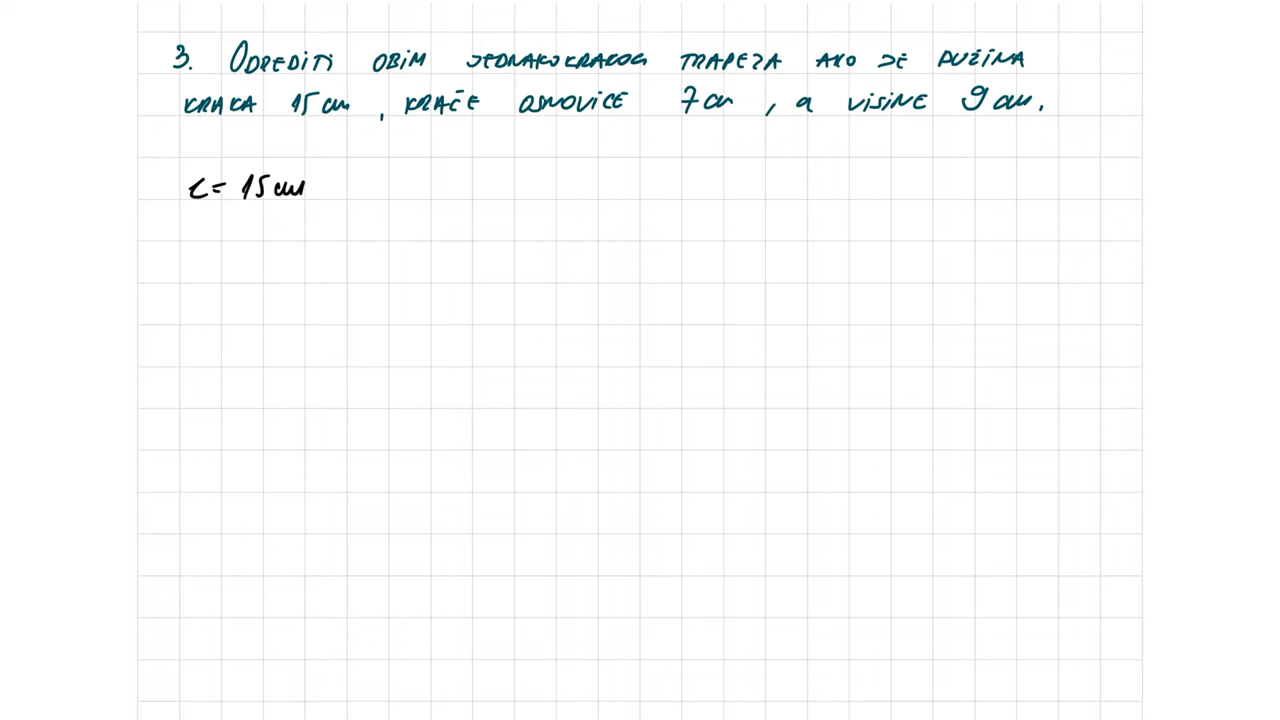 3. ODREDITI OBIM JEDNAKOKRAKOG TRAPEZA AKO JE DUŽINA
KRAKA 15 cm, KRAĆE OSNOVICE 7 cm, a VISINE 9 cm.
c = 15 cm